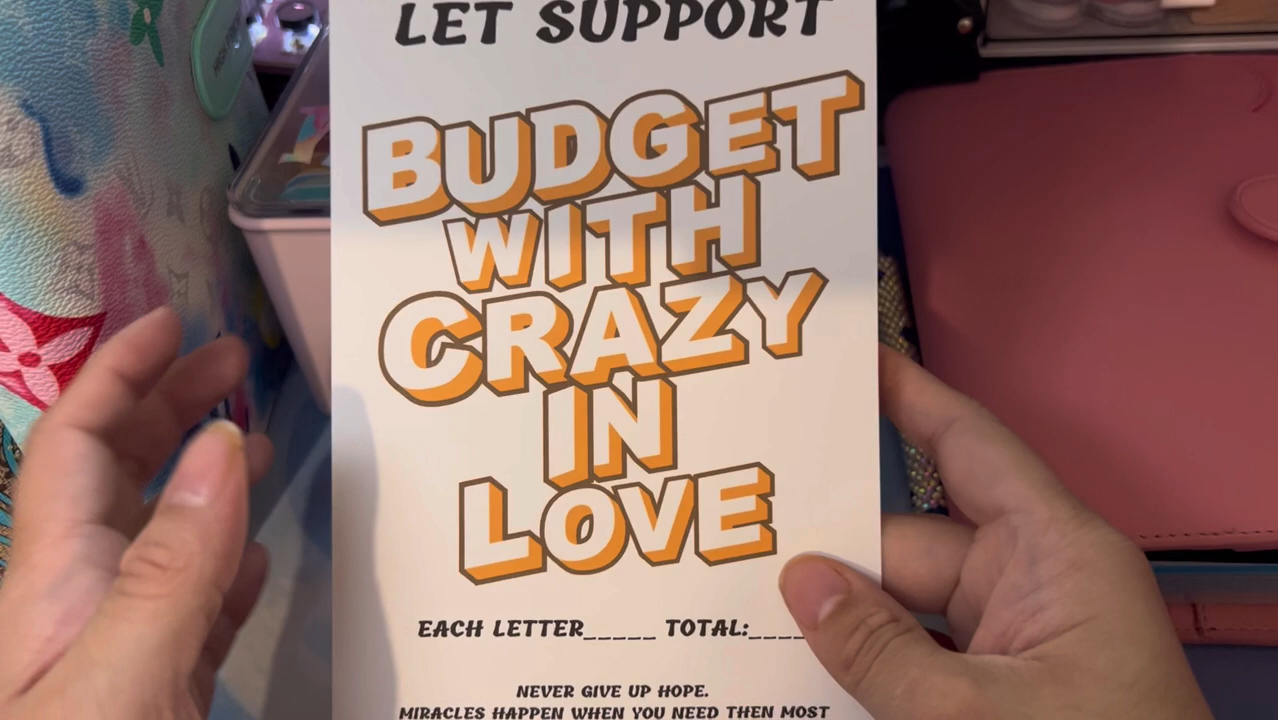 LET SUPPORT
BUDGET
WITH
CRAZY
IN
LOVE
EACH LETTER_____ TOTAL:____
NEVER GIVE UP HOPE.
MIRACLES HAPPEN WHEN YOU NEED THEN MOST